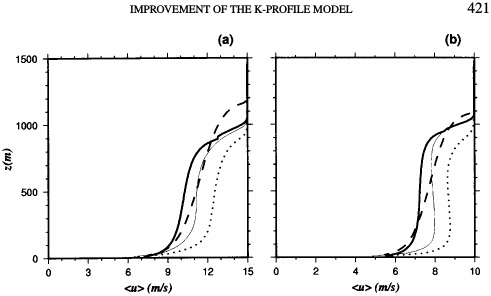 IMPROVEMENT OF THE K-PROFILE MODEL 421
(a) (b)
1500
1000
500
0
z(m)
0 3 6 9 12 15
0 2 4 6 8 10
<u> (m/s) <u> (m/s)